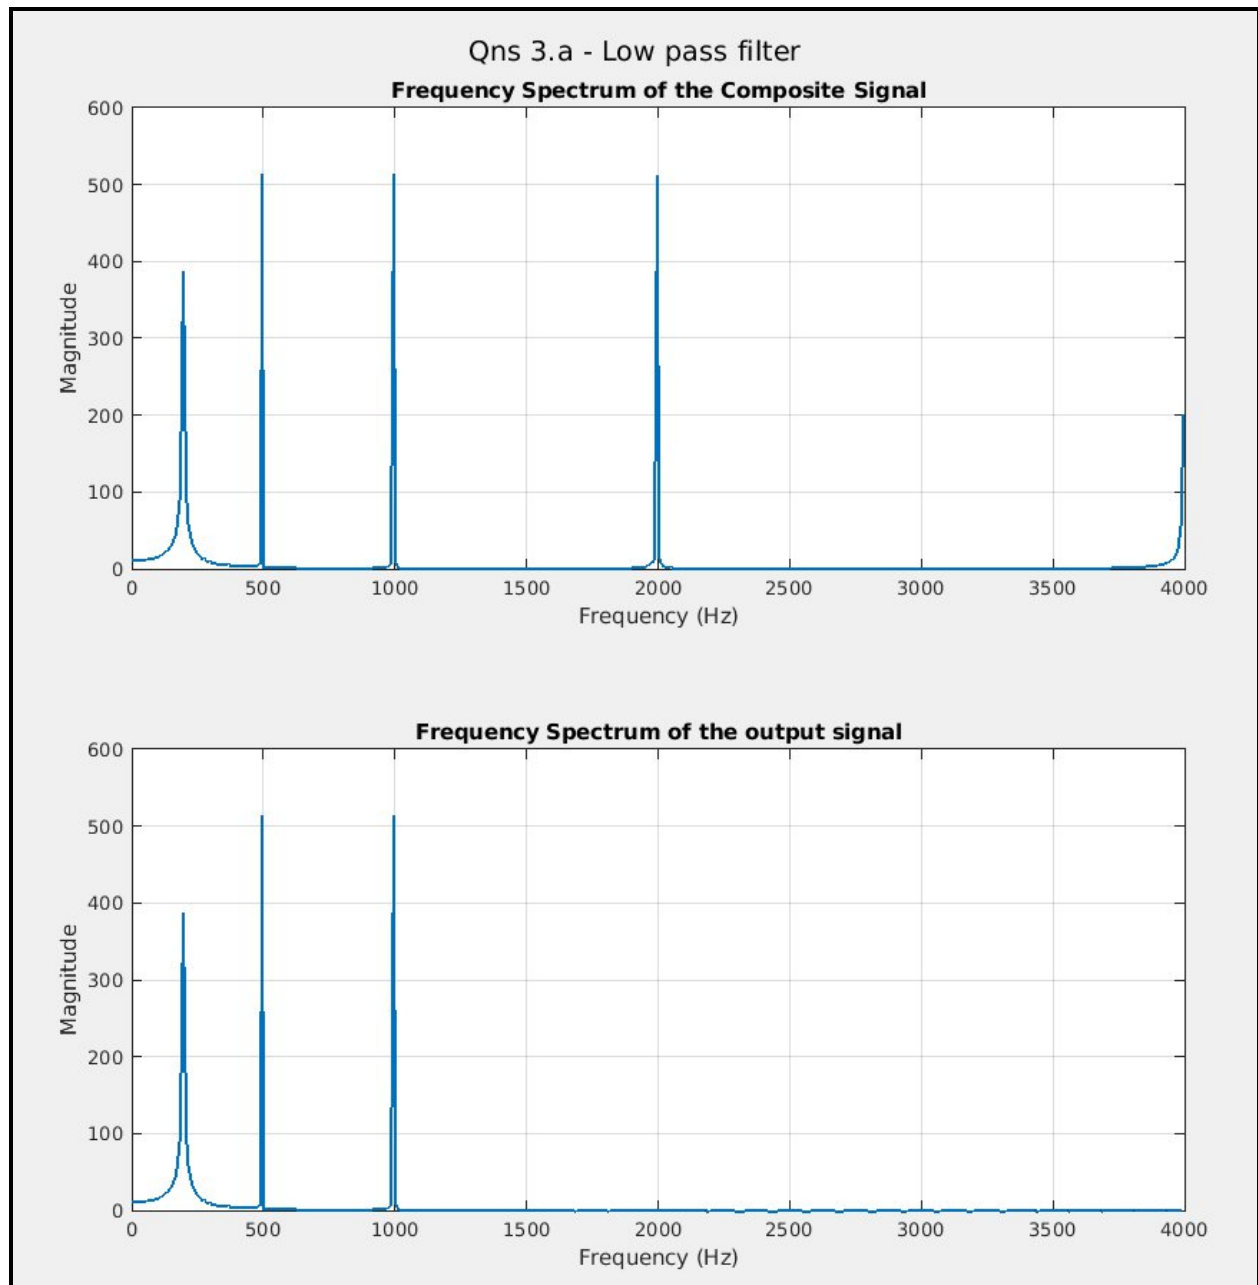 Qns 3.a - Low pass filter
Frequency Spectrum of the Composite Signal
600
500
400
300
200
100
0
Magnitude
0 500 1000 1500 2000 2500 3000 3500 4000
Frequency (Hz)
Frequency Spectrum of the output signal
600
500
400
300
200
100
0
Magnitude
0 500 1000 1500 2000 2500 3000 3500 4000
Frequency (Hz)